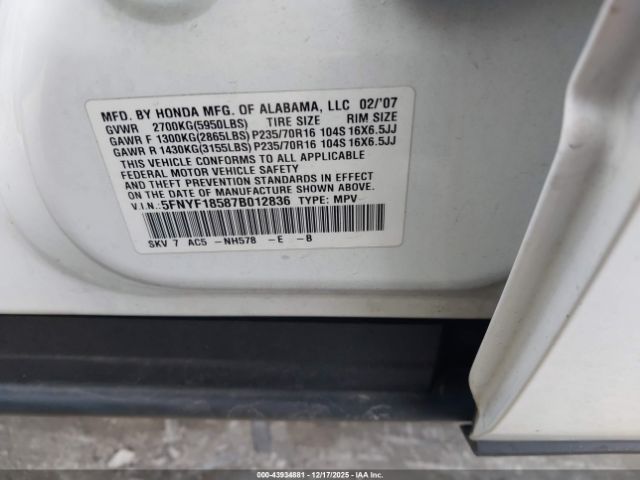 MFD. BY HONDA MFG. OF ALABAMA, LLC 02/'07
GVWR 2700KG(5950LBS) TIRE SIZE RIM SIZE
GAWR F 1300KG(2865LBS) P235/70R16 104S 16X6.5JJ
GAWR R 1430KG(3155LBS) P235/70R16 104S 16X6.5JJ
THIS VEHICLE CONFORMS TO ALL APPLICABLE
FEDERAL MOTOR VEHICLE SAFETY
AND THEFT PREVENTION STANDARDS IN EFFECT
ON THE DATE OF MANUFACTURE SHOWN ABOVE.
V.I.N.: 5FNYF18587B012836 TYPE: MPV
SKV 7 AC5 -NH578 -E -B
000-43934881 - 12/17/2025 - IAAI.COM